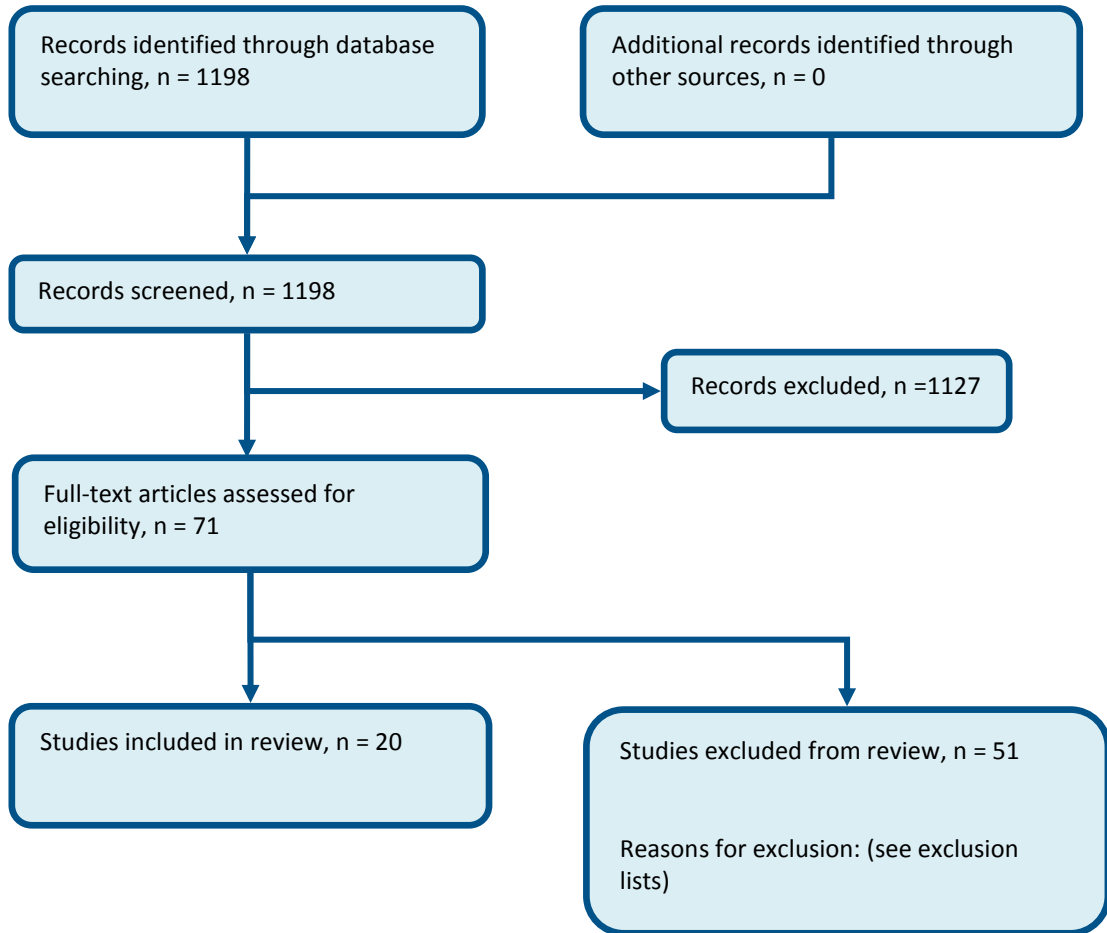 Records identified through database
searching, n = 1198
Additional records identified through
other sources, n = 0
Records screened, n = 1198
Records excluded, n =1127
Full-text articles assessed for
eligibility, n = 71
Studies included in review, n = 20
Studies excluded from review, n = 51
Reasons for exclusion: (see exclusion
lists)